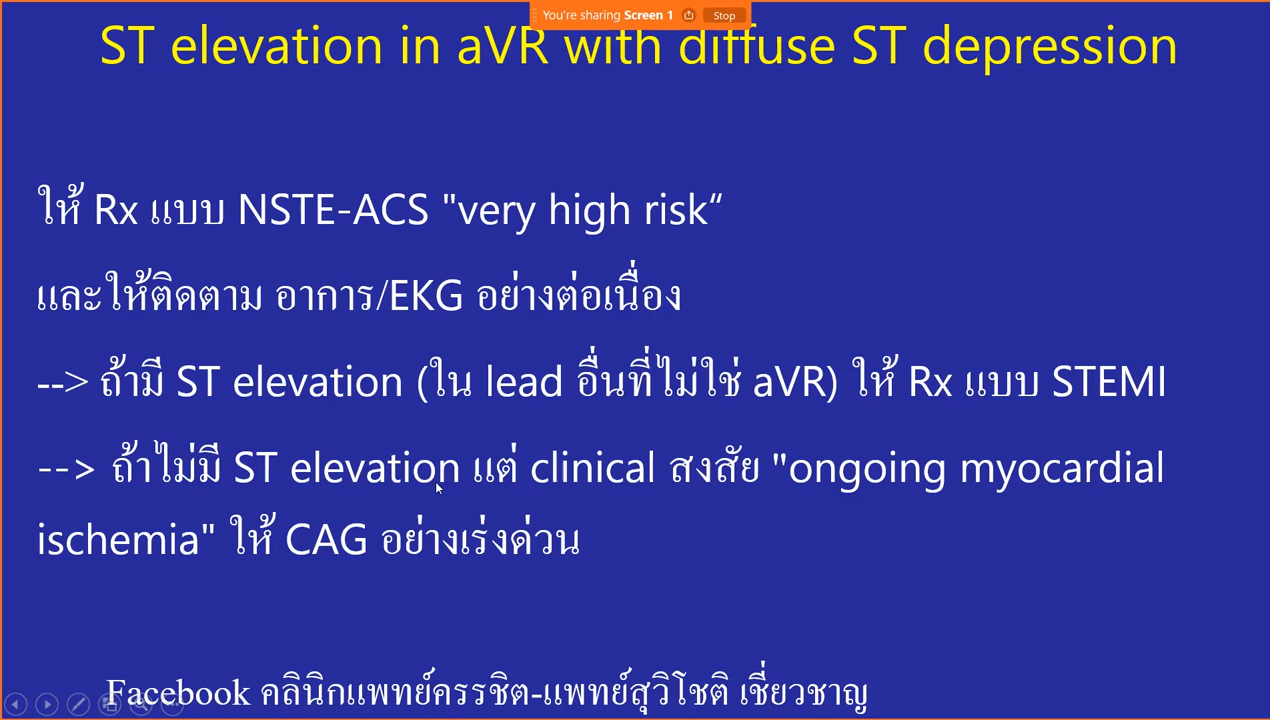 You're sharing Screen 1 Stop
ST elevation in aVR with diffuse ST depression
ให้ Rx แบบ NSTE-ACS "very high risk“
และให้ติดตาม อาการ/EKG อย่างต่อเนื่อง
--> ถ้ามี ST elevation (ใน lead อื่นที่ไม่ใช่ aVR) ให้ Rx แบบ STEMI
--> ถ้าไม่มี ST elevation แต่ clinical สงสัย "ongoing myocardial
ischemia" ให้ CAG อย่างเร่งด่วน
Facebook คลินิกแพทย์ครรชิต-แพทย์สุวิโชติ เชี่ยวชาญ